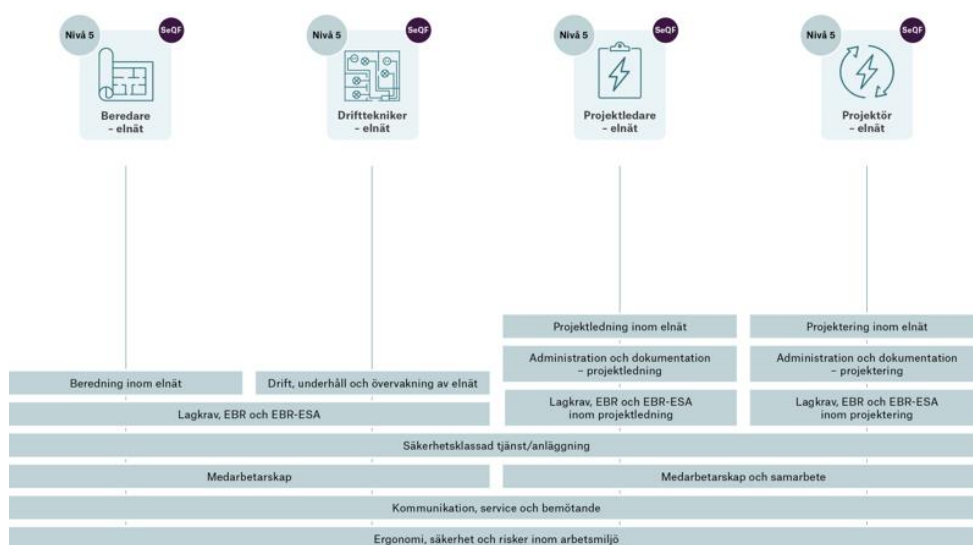 Nivå 5
SeQF
Beredare
– elnät
Nivå 5
SeQF
Drifttekniker
– elnät
Nivå 5
SeQF
Projektledare
– elnät
Nivå 5
SeQF
Projektör
– elnät
Projektledning inom elnät
Projektering inom elnät
Administration och dokumentation
– projektledning
Administration och dokumentation
– projektering
Beredning inom elnät
Drift, underhåll och övervakning av elnät
Lagkrav, EBR och EBR-ESA
inom projektledning
Lagkrav, EBR och EBR-ESA
inom projektering
Lagkrav, EBR och EBR-ESA
Säkerhetsklassad tjänst/anläggning
Medarbetarskap
Medarbetarskap och samarbete
Kommunikation, service och bemötande
Ergonomi, säkerhet och risker inom arbetsmiljö